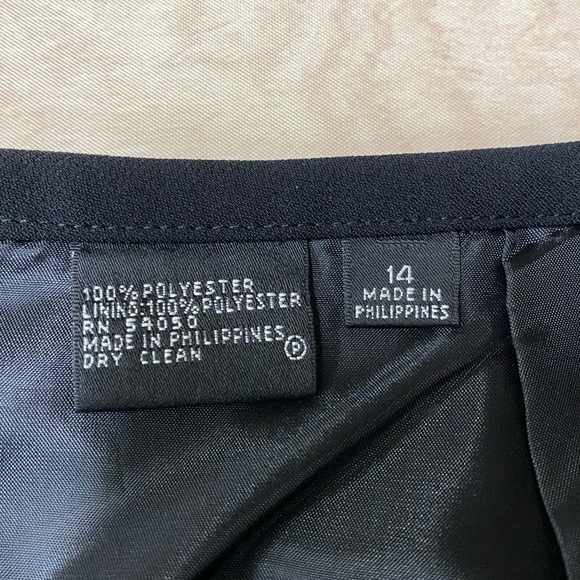 100% POLYESTER
LINING:100% POLYESTER
RN 54050
MADE IN PHILIPPINES
DRY CLEAN Ⓟ
14
MADE IN
PHILIPPINES